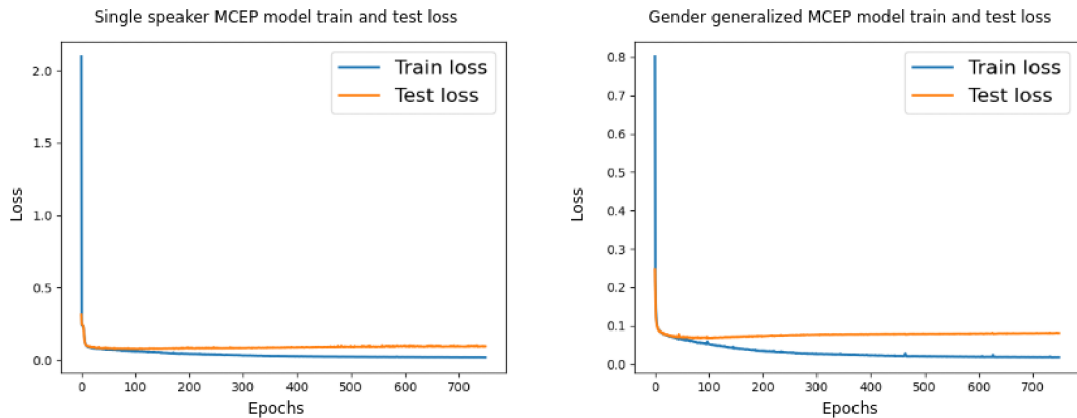 Single speaker MCEP model train and test loss
2.0
1.5
1.0
0.5
0.0
Loss
Train loss
Test loss
0 100 200 300 400 500 600 700
Epochs
Gender generalized MCEP model train and test loss
0.8
0.7
0.6
0.5
0.4
0.3
0.2
0.1
0.0
Loss
Train loss
Test loss
0 100 200 300 400 500 600 700
Epochs